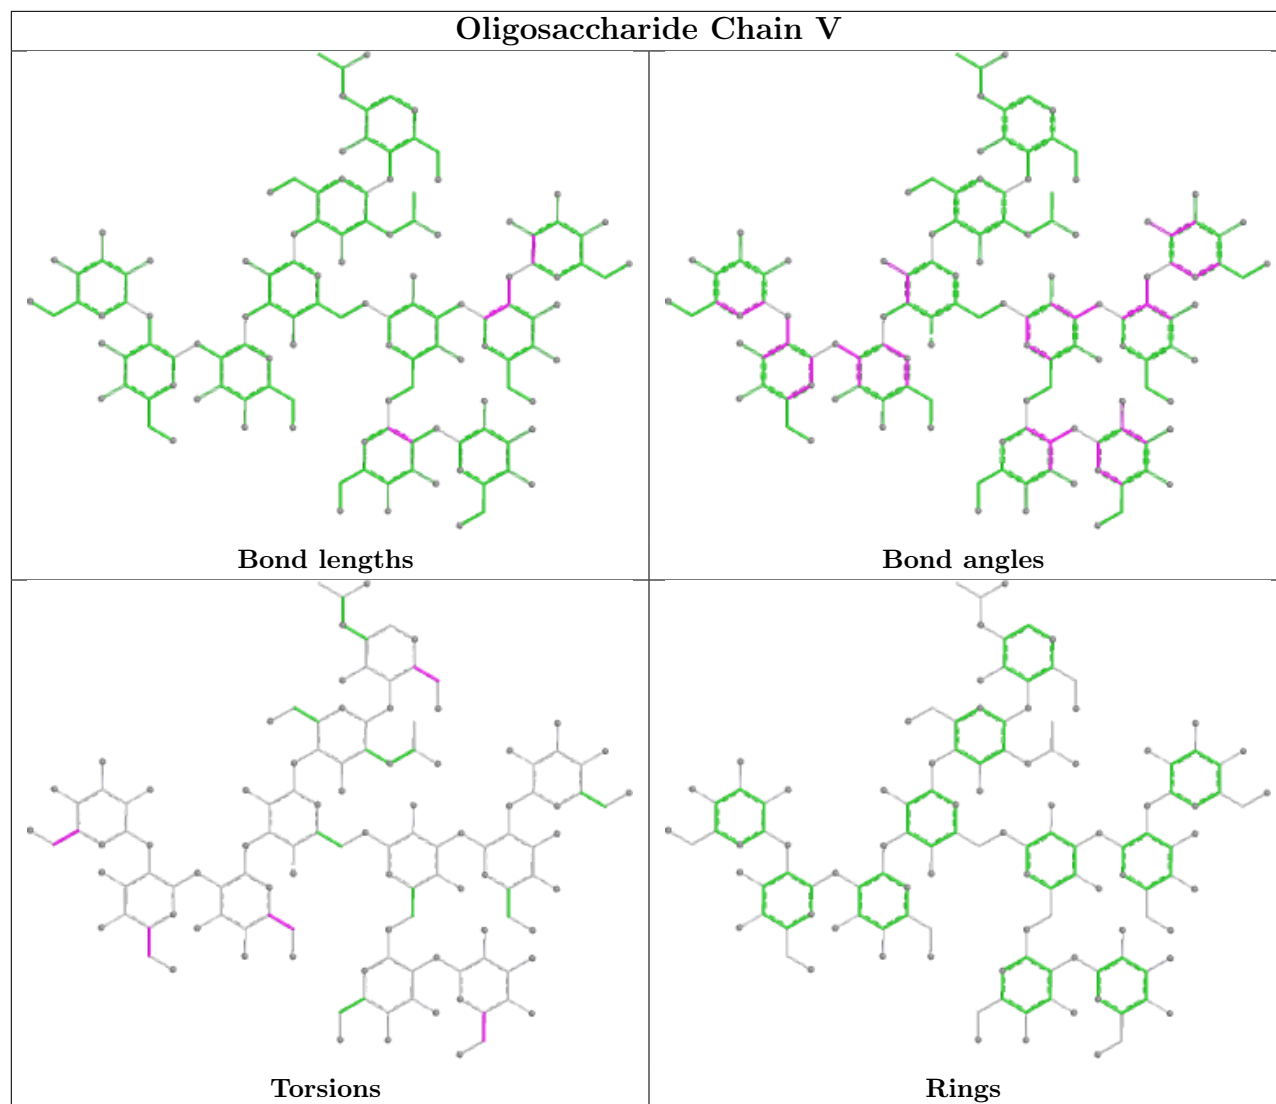 Oligosaccharide Chain V
Bond lengths
Bond angles
Torsions
Rings